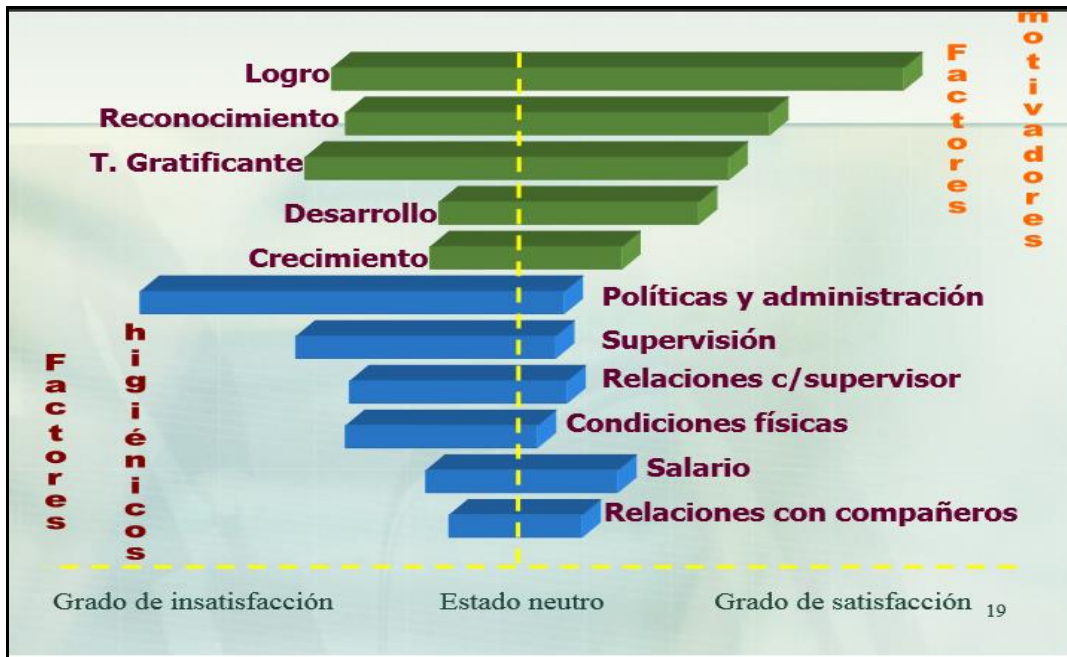 Factores
motivadores
Logro
Reconocimiento
T. Gratificante
Desarrollo
Crecimiento
Políticas y administración
Supervisión
Relaciones c/supervisor
Condiciones físicas
Salario
Relaciones con compañeros
Factores
higiénicos
Grado de insatisfacción
Estado neutro
Grado de satisfacción
19